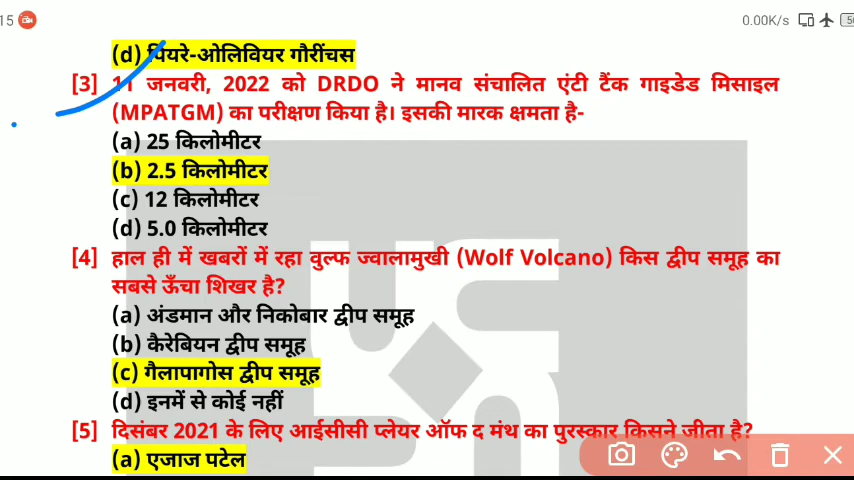 15
0.00K/s
(d) पियरे-ओलिवियर गौरींचस
[3] 11 जनवरी, 2022 को DRDO ने मानव संचालित एंटी टैंक गाइडेड मिसाइल
(MPATGM) का परीक्षण किया है। इसकी मारक क्षमता है-
(a) 25 किलोमीटर
(b) 2.5 किलोमीटर
(c) 12 किलोमीटर
(d) 5.0 किलोमीटर
[4] हाल ही में खबरों में रहा वुल्फ ज्वालामुखी (Wolf Volcano) किस द्वीप समूह का
सबसे ऊँचा शिखर है?
(a) अंडमान और निकोबार द्वीप समूह
(b) कैरेबियन द्वीप समूह
(c) गैलापागोस द्वीप समूह
(d) इनमें से कोई नहीं
[5] दिसंबर 2021 के लिए आईसीसी प्लेयर ऑफ द मंथ का पुरस्कार किसने जीता है?
(a) एजाज पटेल